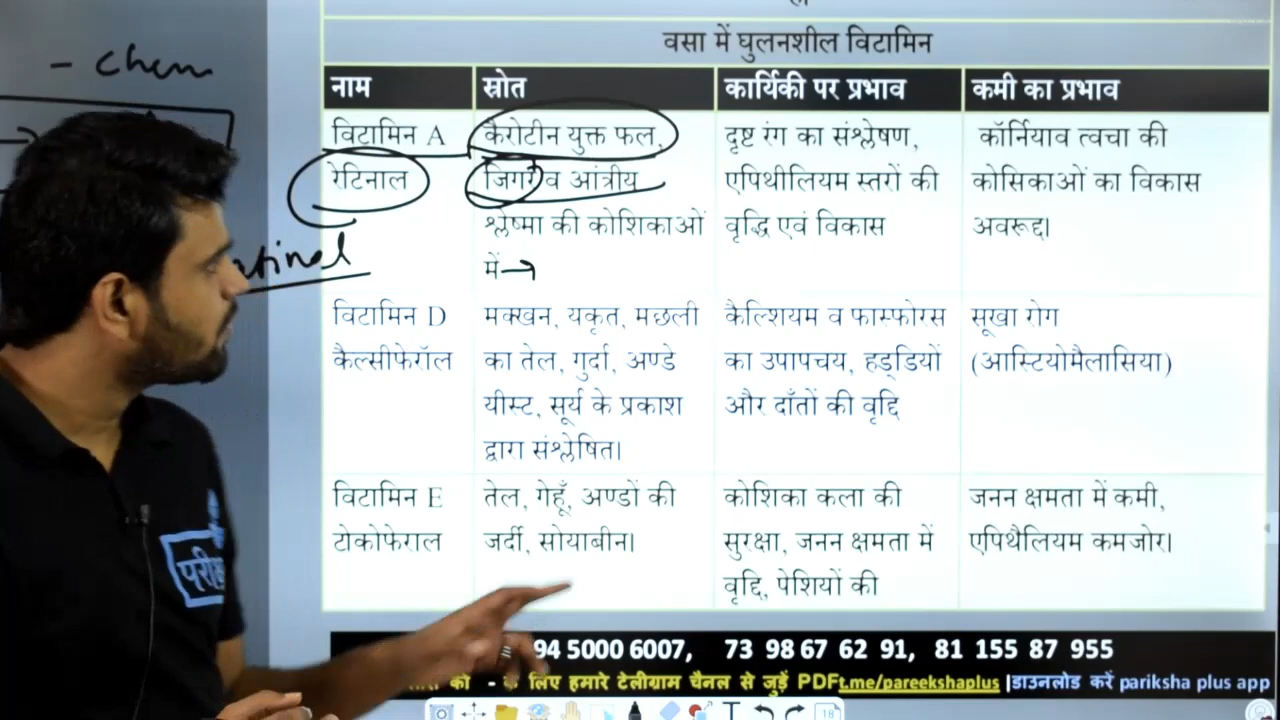 वसा में घुलनशील विटामिन
- chem
नाम स्रोत कार्यिकी पर प्रभाव कमी का प्रभाव
विटामिन A कैरोटीन युक्त फल, दृष्ट रंग का संश्लेषण, कॉर्नियाव त्वचा की
रेटिनाल जिगर व आंत्रीय एपिथीलियम स्तरों की कोसिकाओं का विकास
श्लेष्मा की कोशिकाओं वृद्धि एवं विकास अवरूद्द।
में
विटामिन D मक्खन, यकृत, मछली कैल्शियम व फास्फोरस सूखा रोग
कैल्सीफेरॉल का तेल, गुर्दा, अण्डे का उपापचय, हड्डियों (आस्टियोमैलासिया)
यीस्ट, सूर्य के प्रकाश और दाँतों की वृद्दि
द्वारा संश्लेषित।
विटामिन E तेल, गेहूँ, अण्डों की कोशिका कला की जनन क्षमता में कमी,
टोकोफेराल जर्दी, सोयाबीन। सुरक्षा, जनन क्षमता में एपिथैलियम कमजोर।
वृद्दि, पेशियों की
94 5000 6007, 73 98 67 62 91, 81 155 87 955
के लिए हमारे टेलीग्राम चैनल से जुड़ें PDF t.me/pareekshaplus |डाउनलोड करें pariksha plus app
T 18